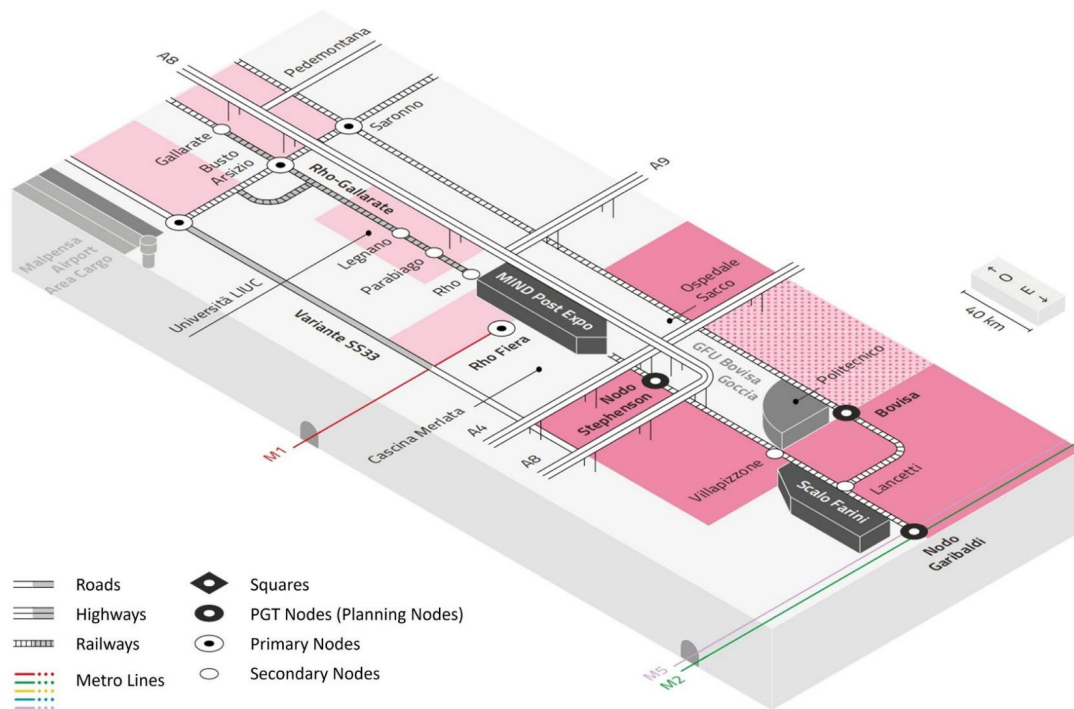 A8
Pedemontana
Saronno
Gallarate
Busto
Arsizio
Rho-Gallarate
A9
Malpensa
Airport
Area Cargo
Università LIUC
Legnano
Parabiago
Rho
MIND Post Expo
Ospedale
Sacco
O
E
40 km
Variante SS33
Rho Fiera
GFU Bovisa
Goccia
Politecnico
Nodo
Stephenson
Bovisa
M1
Cascina Merlata
A4
A8
Villapizzone
Scalo Farini
Lancetti
Nodo
Garibaldi
M5
M2
Roads
Highways
Railways
Metro Lines
Squares
PGT Nodes (Planning Nodes)
Primary Nodes
Secondary Nodes